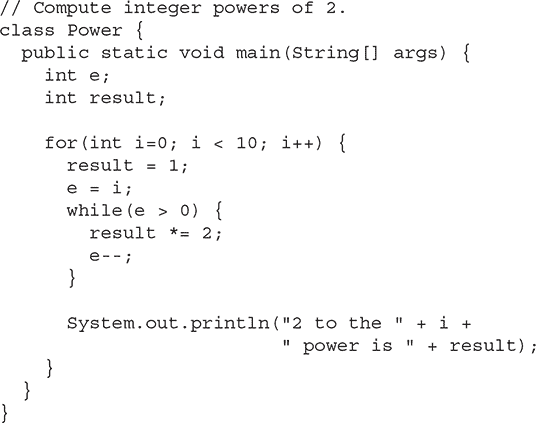 // Compute integer powers of 2.
class Power {
  public static void main(String[] args) {
    int e;
    int result;

    for(int i=0; i < 10; i++) {
      result = 1;
      e = i;
      while(e > 0) {
        result *= 2;
        e--;
      }

      System.out.println("2 to the " + i +
                         " power is " + result);
    }
  }
}